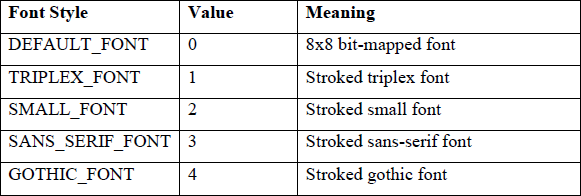 Font Style Value Meaning
DEFAULT_FONT 0 8x8 bit-mapped font
TRIPLEX_FONT 1 Stroked triplex font
SMALL_FONT 2 Stroked small font
SANS_SERIF_FONT 3 Stroked sans-serif font
GOTHIC_FONT 4 Stroked gothic font